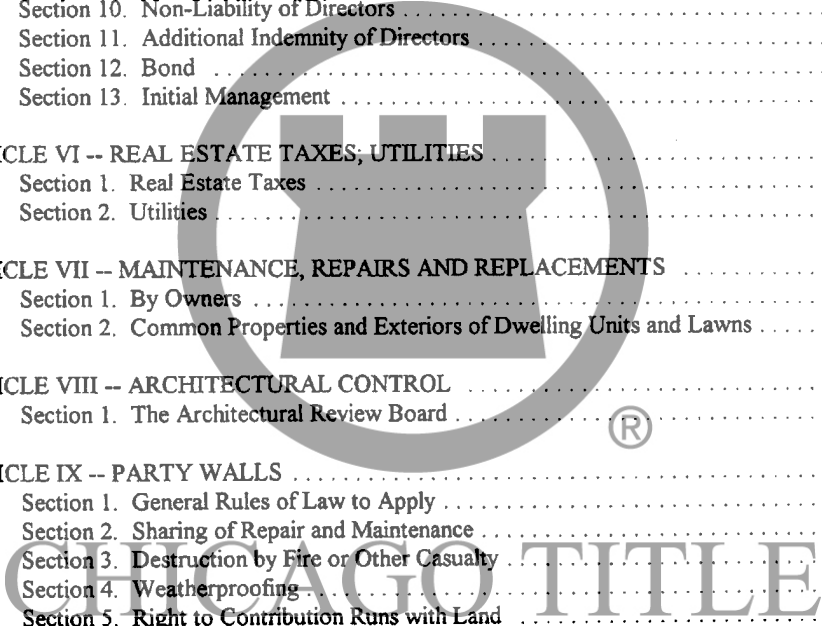 Section 10. Non-Liability of Directors
Section 11. Additional Indemnity of Directors
Section 12. Bond
Section 13. Initial Management
ICLE VI -- REAL ESTATE TAXES; UTILITIES
Section 1. Real Estate Taxes
Section 2. Utilities
ICLE VII -- MAINTENANCE, REPAIRS AND REPLACEMENTS
Section 1. By Owners
Section 2. Common Properties and Exteriors of Dwelling Units and Lawns
ICLE VIII -- ARCHITECTURAL CONTROL
Section 1. The Architectural Review Board
®
ICLE IX -- PARTY WALLS
Section 1. General Rules of Law to Apply
Section 2. Sharing of Repair and Maintenance
Section 3. Destruction by Fire or Other Casualty
Section 4. Weatherproofing
Section 5. Right to Contribution Runs with Land
CHICAGO TITLE